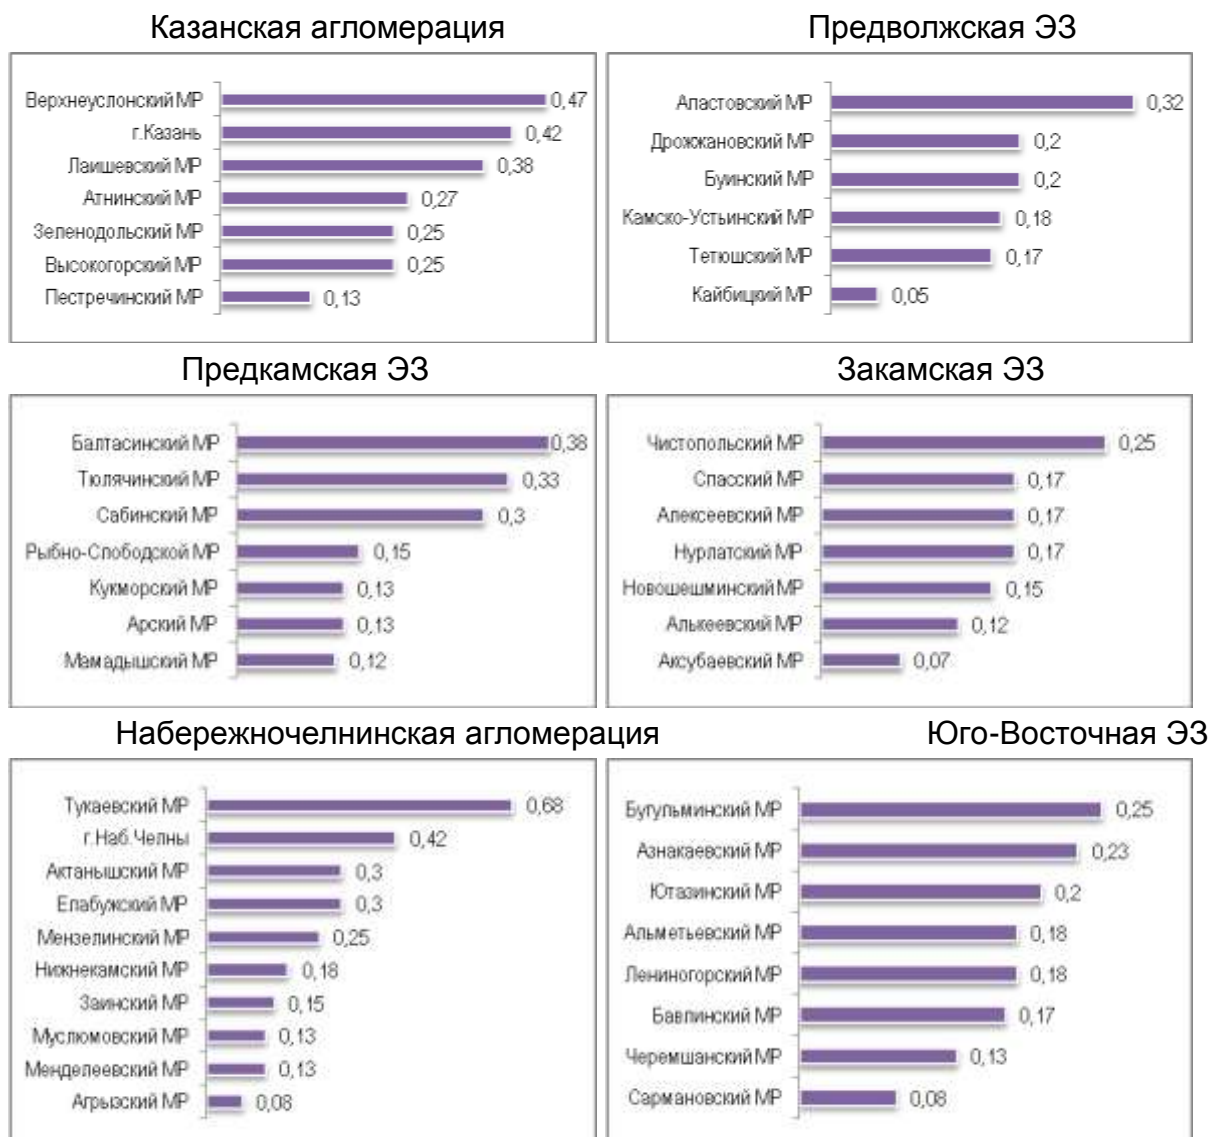 Казанская агломерация
Верхнеуслонский МР 0,47
г.Казань 0,42
Лаишевский МР 0,38
Атнинский МР 0,27
Зеленодольский МР 0,25
Высокогорский МР 0,25
Пестречинский МР 0,13
Предволжская ЭЗ
Апастовский МР 0,32
Дрожжановский МР 0,2
Буинский МР 0,2
Камско-Устьинский МР 0,18
Тетюшский МР 0,17
Кайбицкий МР 0,05
Предкамская ЭЗ
Балтасинский МР 0,38
Тюлячинский МР 0,33
Сабинский МР 0,3
Рыбно-Слободской МР 0,15
Кукморский МР 0,13
Арский МР 0,13
Мамадышский МР 0,12
Закамская ЭЗ
Чистопольский МР 0,25
Спасский МР 0,17
Алексеевский МР 0,17
Нурлатский МР 0,17
Новошешминский МР 0,15
Алькеевский МР 0,12
Аксубаевский МР 0,07
Набережночелнинская агломерация
Тукаевский МР 0,68
г.Наб.Челны 0,42
Актанышский МР 0,3
Елабужский МР 0,3
Мензелинский МР 0,25
Нижнекамский МР 0,18
Заинский МР 0,15
Муслюмовский МР 0,13
Менделеевский МР 0,13
Агрызский МР 0,08
Юго-Восточная ЭЗ
Бугульминский МР 0,25
Азнакаевский МР 0,23
Ютазинский МР 0,2
Альметьевский МР 0,18
Лениногорский МР 0,18
Бавлинский МР 0,17
Черемшанский МР 0,13
Сармановский МР 0,08